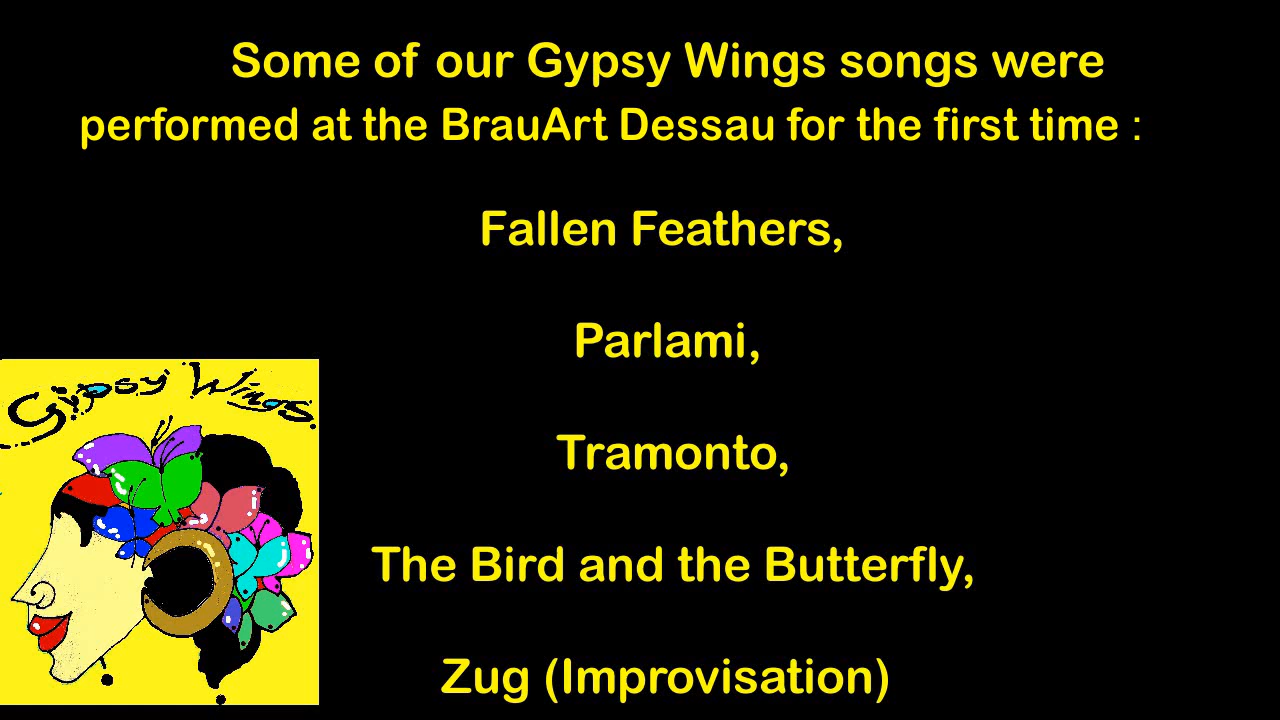 Some of our Gypsy Wings songs were
performed at the BrauArt Dessau for the first time :
Fallen Feathers,
Parlami,
Tramonto,
The Bird and the Butterfly,
Zug (Improvisation)
Gypsy Wings.